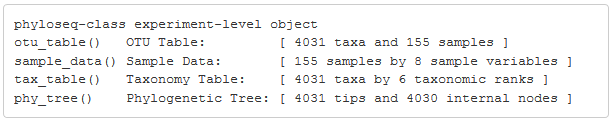 phyloseq-class experiment-level object
otu_table()   OTU Table:         [ 4031 taxa and 155 samples ]
sample_data() Sample Data:       [ 155 samples by 8 sample variables ]
tax_table()   Taxonomy Table:    [ 4031 taxa by 6 taxonomic ranks ]
phy_tree()    Phylogenetic Tree: [ 4031 tips and 4030 internal nodes ]